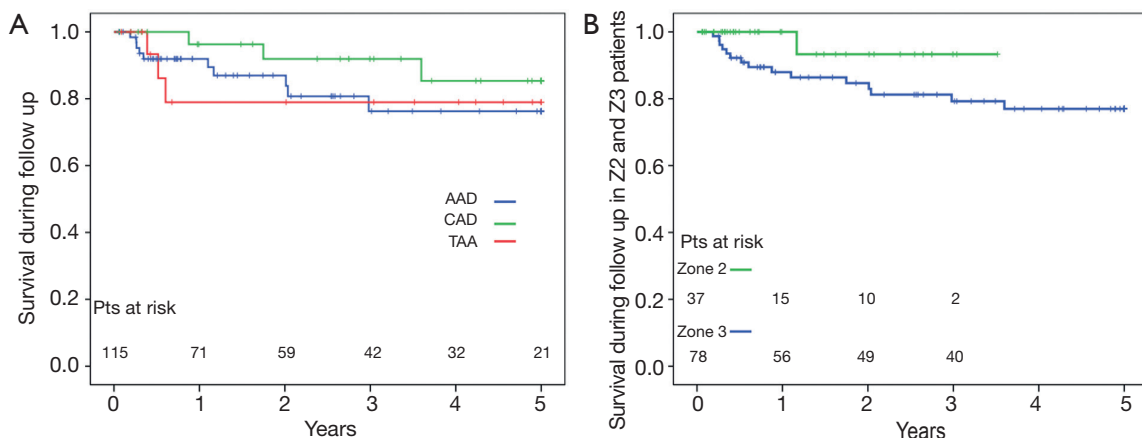 A
Survival during follow up
1.0
0.8
0.6
0.4
0.2
0.0
AAD
CAD
TAA
Pts at risk
115 71 59 42 32 21
0 1 2 3 4 5
Years
B
Survival during follow up in Z2 and Z3 patients
1.0
0.8
0.6
0.4
0.2
0.0
Pts at risk
Zone 2
37 15 10 2
Zone 3
78 56 49 40
0 1 2 3 4 5
Years